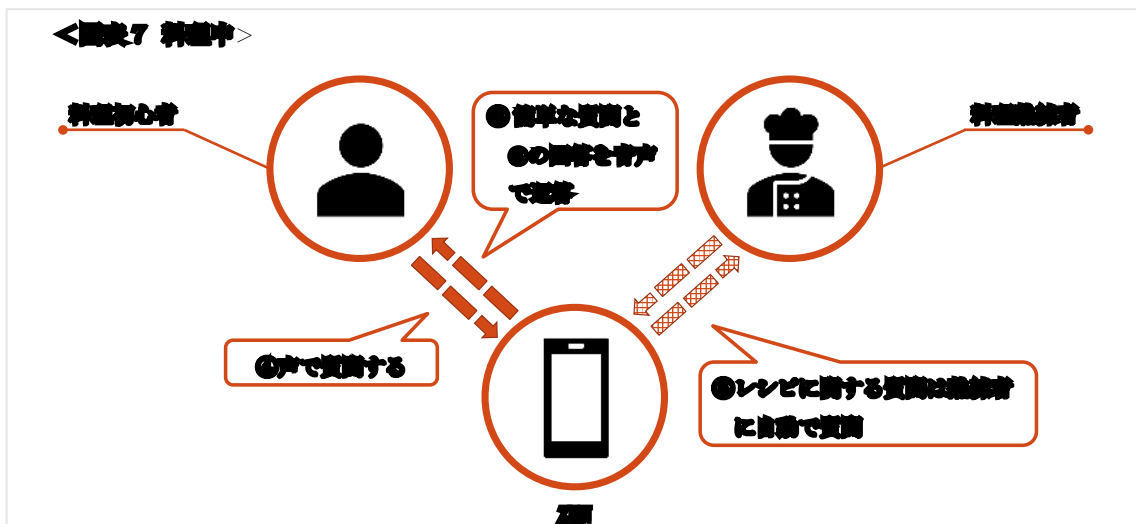 <図表７ 料理中>
料理初心者
簡単な質問と
の回答を音声
で返答
料理熟練者
④声で質問する
レシピに関する質問は熟練者
に自動で質問